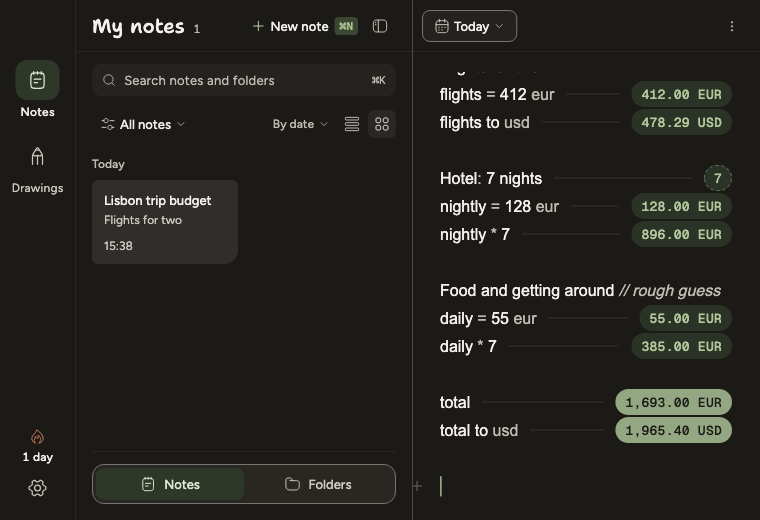 My notes 1
+ New note ⌘N
Search notes and folders ⌘K
All notes
By date
Today
Lisbon trip budget
Flights for two
15:38
Notes
Drawings
1 day
Notes
Folders
Today
flights = 412 eur 412.00 EUR
flights to usd 478.29 USD
Hotel: 7 nights 7
nightly = 128 eur 128.00 EUR
nightly * 7 896.00 EUR
Food and getting around // rough guess
daily = 55 eur 55.00 EUR
daily * 7 385.00 EUR
total 1,693.00 EUR
total to usd 1,965.40 USD
+